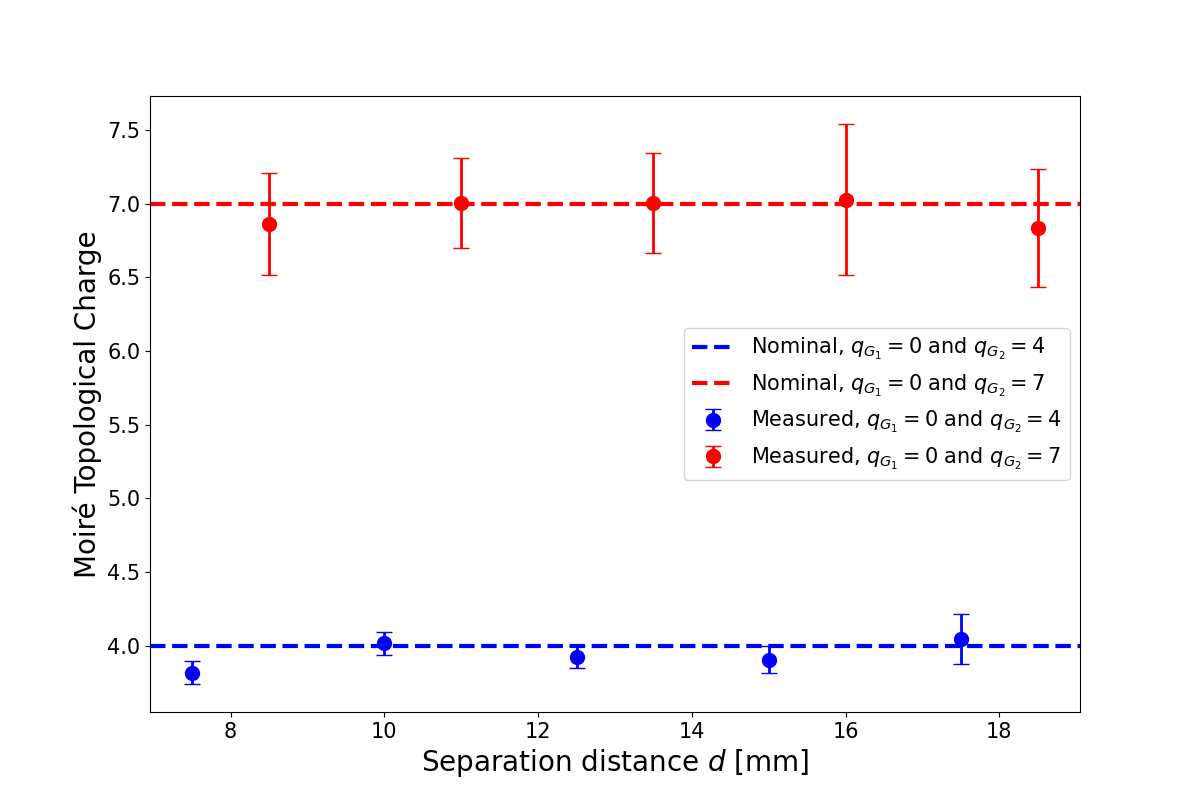 Moiré Topological Charge
7.5
7.0
6.5
6.0
5.5
5.0
4.5
4.0
Nominal, $q_{G_1} = 0$ and $q_{G_2} = 4$
Nominal, $q_{G_1} = 0$ and $q_{G_2} = 7$
Measured, $q_{G_1} = 0$ and $q_{G_2} = 4$
Measured, $q_{G_1} = 0$ and $q_{G_2} = 7$
8 10 12 14 16 18
Separation distance $d$ [mm]